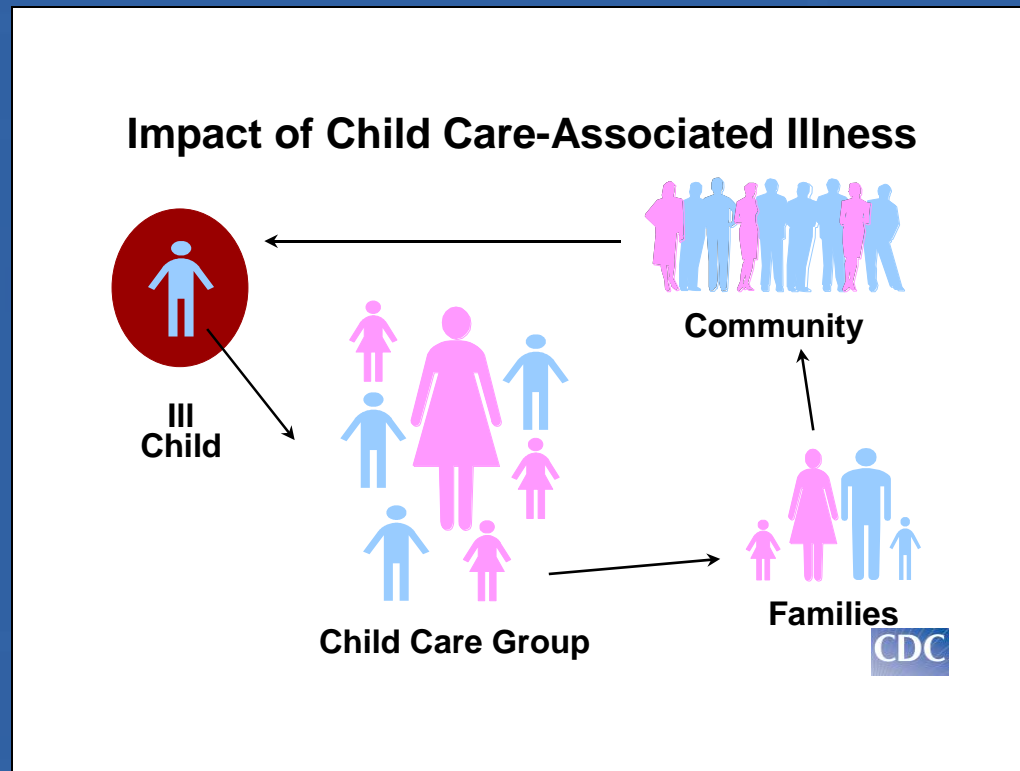 Impact of Child Care-Associated Illness
Community
Ill
Child
Families
Child Care Group
CDC